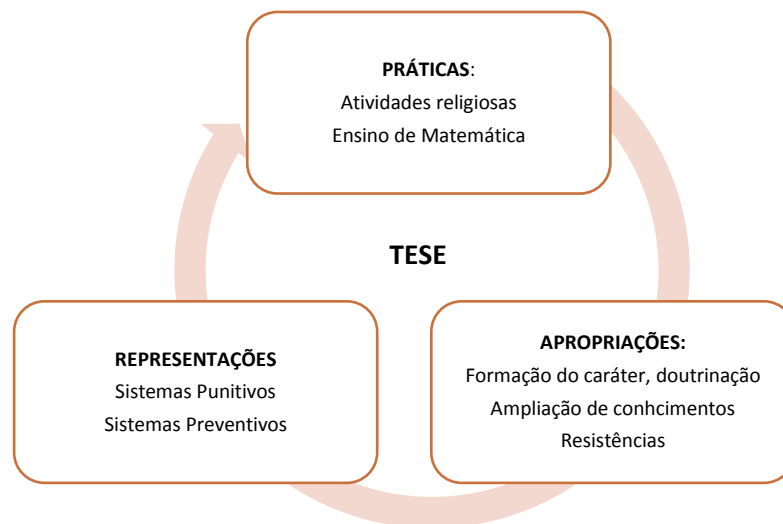 PRÁTICAS:
Atividades religiosas
Ensino de Matemática
TESE
REPRESENTAÇÕES
Sistemas Punitivos
Sistemas Preventivos
APROPRIAÇÕES:
Formação do caráter, doutrinação
Ampliação de conhcimentos
Resistências